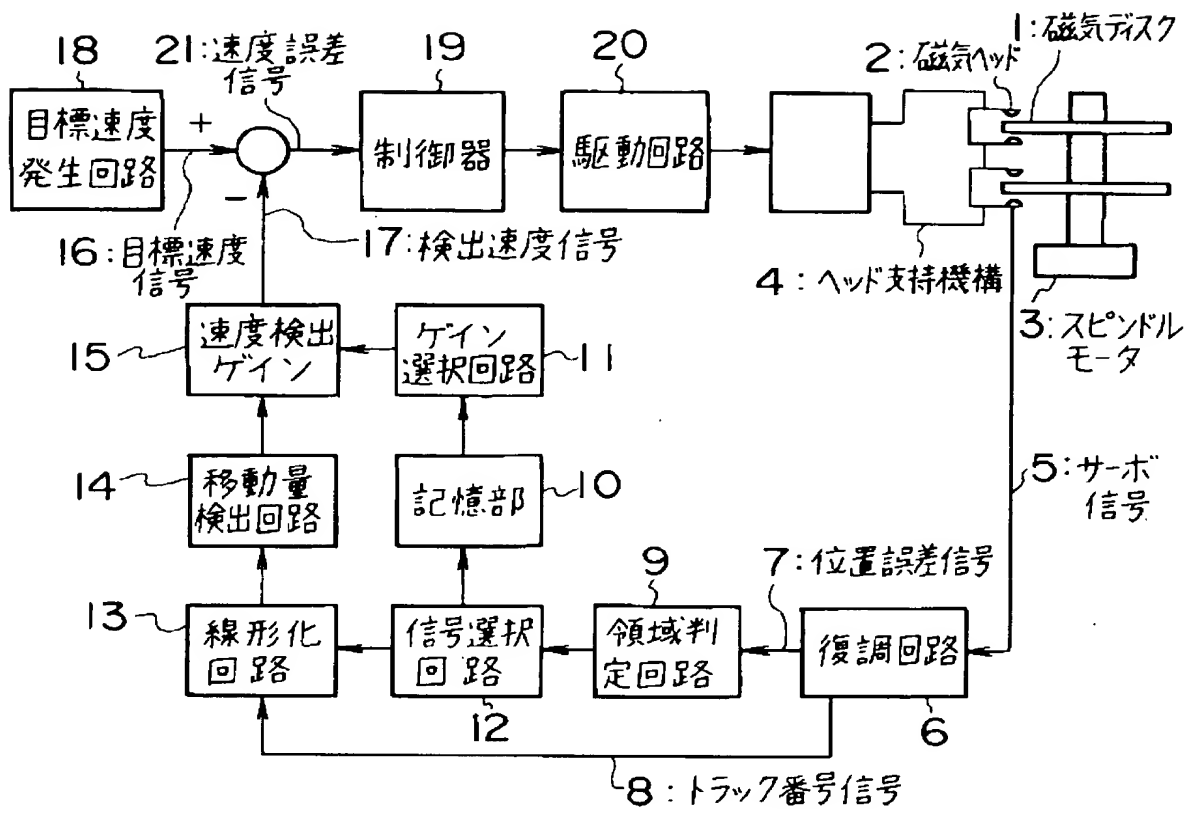 18
21:速度誤差
信号
19
20
2:磁気ヘッド
1:磁気ディスク
目標速度
発生回路
+
-
制御器
駆動回路
16:目標速度
信号
17:検出速度信号
4:ヘッド支持機構
3:スピンドル
モータ
15
速度検出
ゲイン
ゲイン
選択回路
11
14
移動量
検出回路
記憶部
10
5:サーボ
信号
13
線形化
回路
信号選択
回路
12
9
領域判
定回路
7:位置誤差信号
復調回路
6
8:トラック番号信号